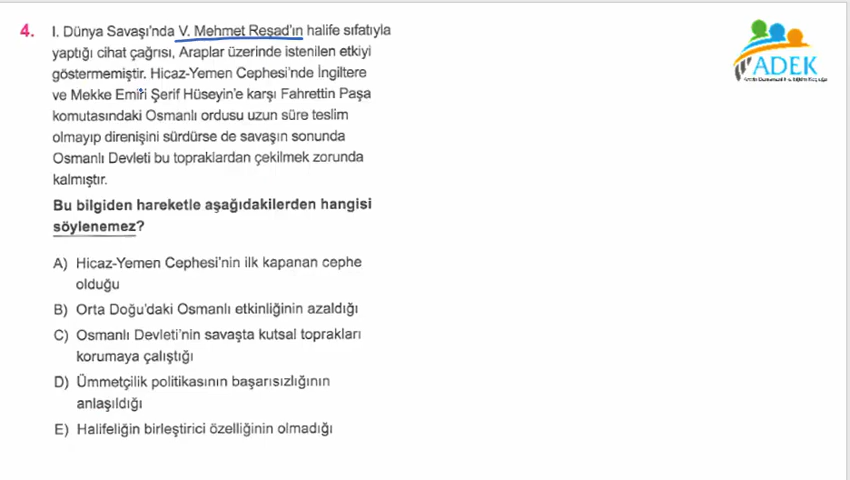 4. I. Dünya Savaşı'nda V. Mehmet Reşad'ın halife sıfatıyla
yaptığı cihat çağrısı, Araplar üzerinde istenilen etkiyi
göstermemiştir. Hicaz-Yemen Cephesi'nde İngiltere
ve Mekke Emiri Şerif Hüseyin'e karşı Fahrettin Paşa
komutasındaki Osmanlı ordusu uzun süre teslim
olmayıp direnişini sürdürse de savaşın sonunda
Osmanlı Devleti bu topraklardan çekilmek zorunda
kalmıştır.
Bu bilgiden hareketle aşağıdakilerden hangisi
söylenemez?
A) Hicaz-Yemen Cephesi'nin ilk kapanan cephe
olduğu
B) Orta Doğu'daki Osmanlı etkinliğinin azaldığı
C) Osmanlı Devleti'nin savaşta kutsal toprakları
korumaya çalıştığı
D) Ümmetçilik politikasının başarısızlığının
anlaşıldığı
E) Halifeliğin birleştirici özelliğinin olmadığı
ADEK